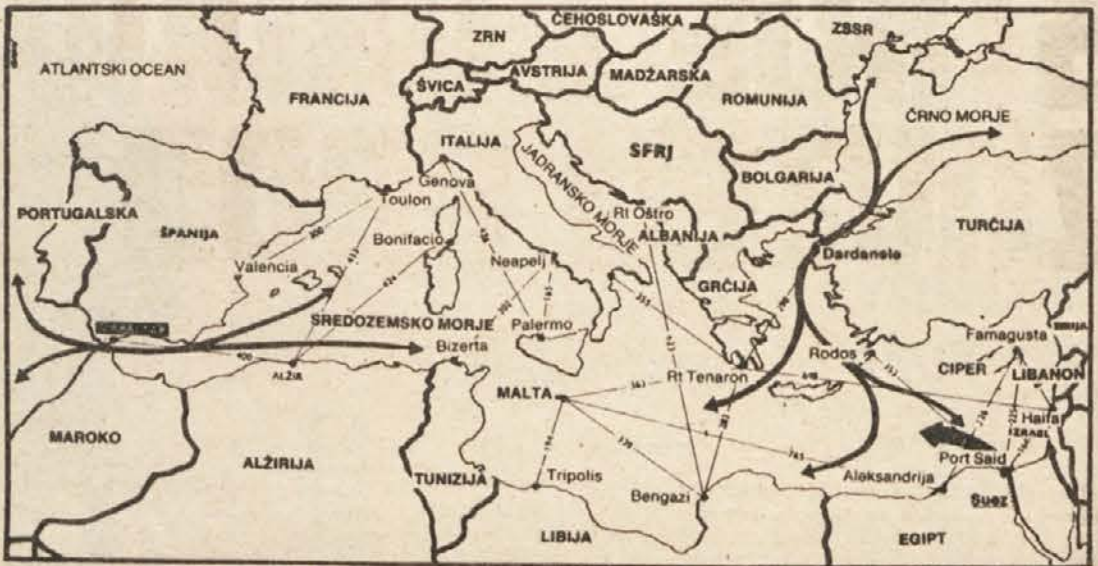 ČEHOSLOVAŠKA
ZRN
ZSSR
ATLANTSKI OCEAN
AVSTRIJA
MADŽARSKA
ŠVICA
FRANCIJA
ROMUNIJA
ČRNO MORJE
ITALIJA
SFRJ
JADRANSKO MORJE
BOLGARIJA
Genova
Toulon
PORTUGALSKA
ŠPANIJA
Rt Oštro
TURČIJA
Bonifacio
ALBANIJA
Neapelj
Dardanele
Valencia
GRČIJA
SREDOZEMSKO MORJE
Palermo
Famagusta
Bizerta
Rodos
CIPER
LIBANON
ALŽIR
Rt Tenaron
MALTA
Haifa
IZRAEL
MAROKO
ALŽIRIJA
Port Said
TUNIZIJA
Tripolis
Aleksandrija
Bengazi
Suez
LIBIJA
EGIPT